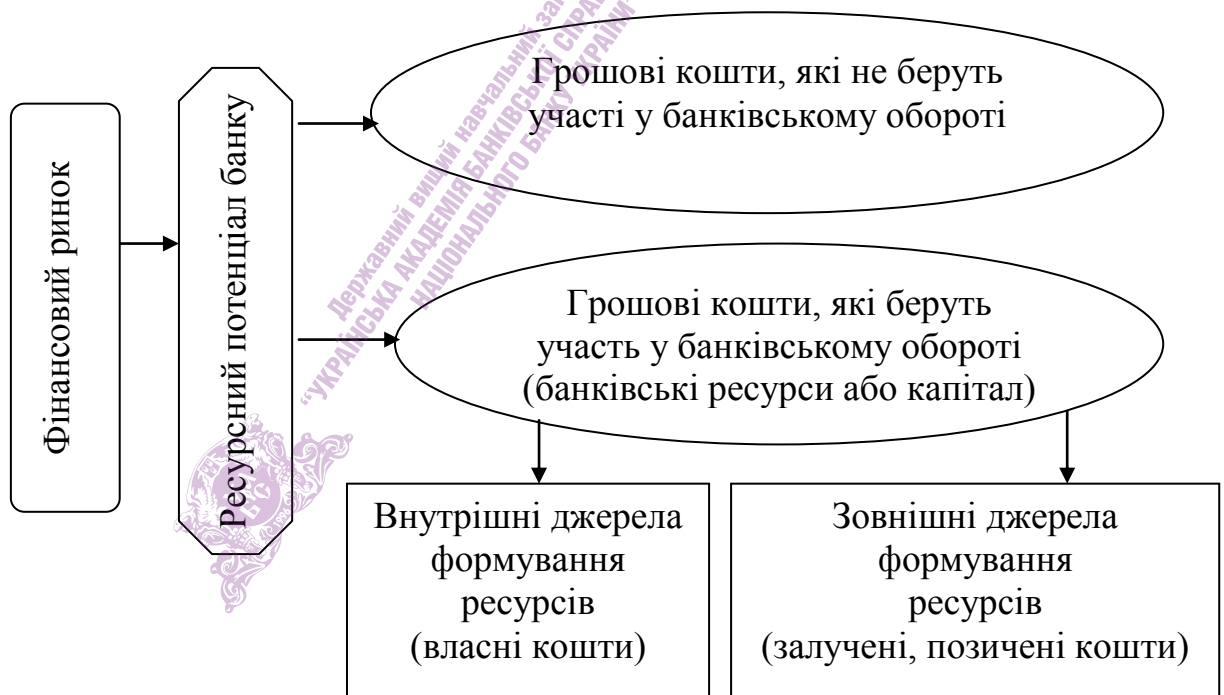 Фінансовий ринок
Ресурсний потенціал банку
Грошові кошти, які не беруть
участі у банківському обороті
Грошові кошти, які беруть
участь у банківському обороті
(банківські ресурси або капітал)
Внутрішні джерела
формування
ресурсів
(власні кошти)
Зовнішні джерела
формування
ресурсів
(залучені, позичені кошти)
Державний вищий навчальний
“УКРАЇНСЬКА АКАДЕМІЯ БАНКІВСЬКОЇ
НАЦІОНАЛЬНОГО БАНКУ УКРАЇНИ”